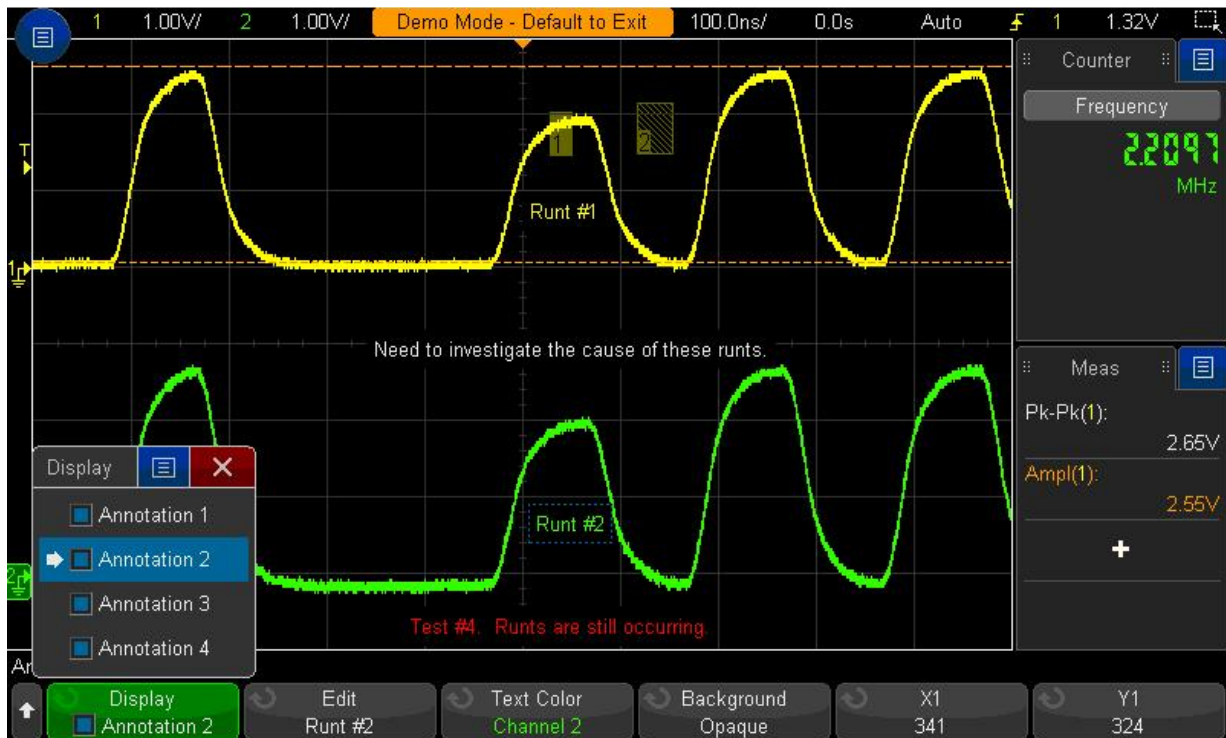 1 1.00V/ 2 1.00V/ Demo Mode - Default to Exit 100.0ns/ 0.0s Auto 1 1.32V
Counter
Frequency
2.2097
MHz
T
1
2
Runt #1
1
Need to investigate the cause of these runts.
Meas
Pk-Pk(1):
2.65V
Ampl(1):
2.55V
+
Display
Annotation 1
Annotation 2
Annotation 3
Annotation 4
Runt #2
2
Test #4. Runts are still occurring.
Display
Annotation 2
Edit
Runt #2
Text Color
Channel 2
Background
Opaque
X1
341
Y1
324